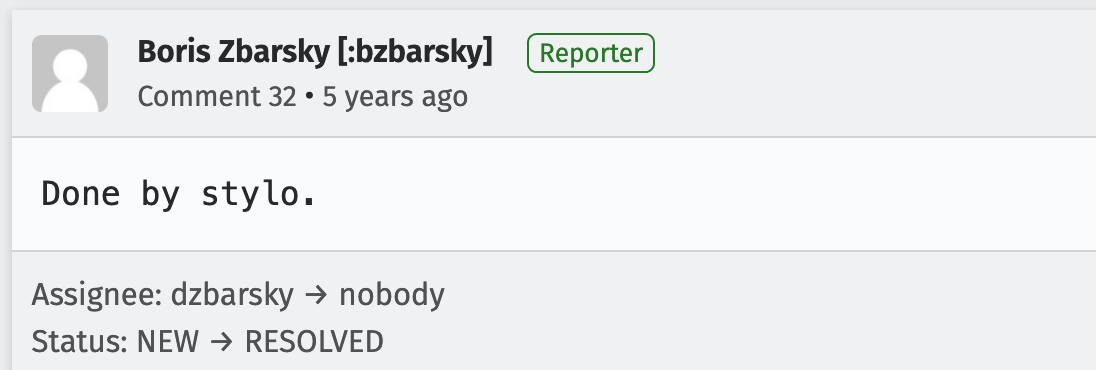 Boris Zbarsky [:bzbarsky] Reporter
Comment 32 • 5 years ago
Done by stylo.
Assignee: dzbarsky → nobody
Status: NEW → RESOLVED